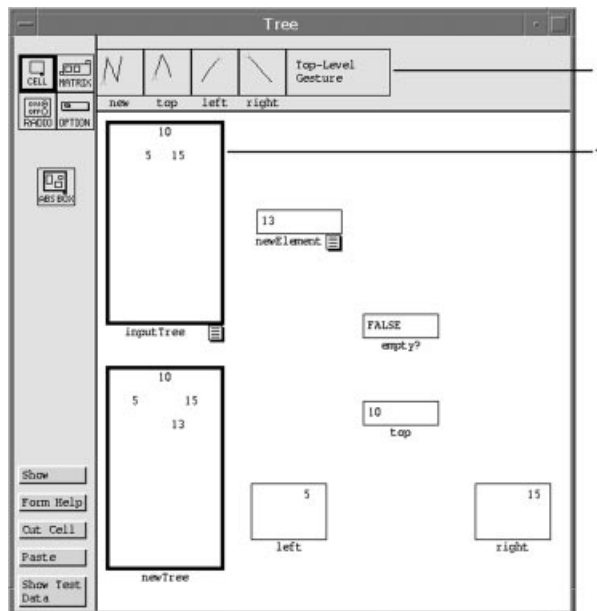 Tree
CELL
MATRIX
RADIO
OPTION
ABS BOX
new
top
left
right
Top-Level
Gesture
10
5 15
inputTree
13
newElement
FALSE
empty?
10
top
10
5 15
13
newTree
5
left
15
right
Show
Form Help
Cut Cell
Paste
Show Test
Data